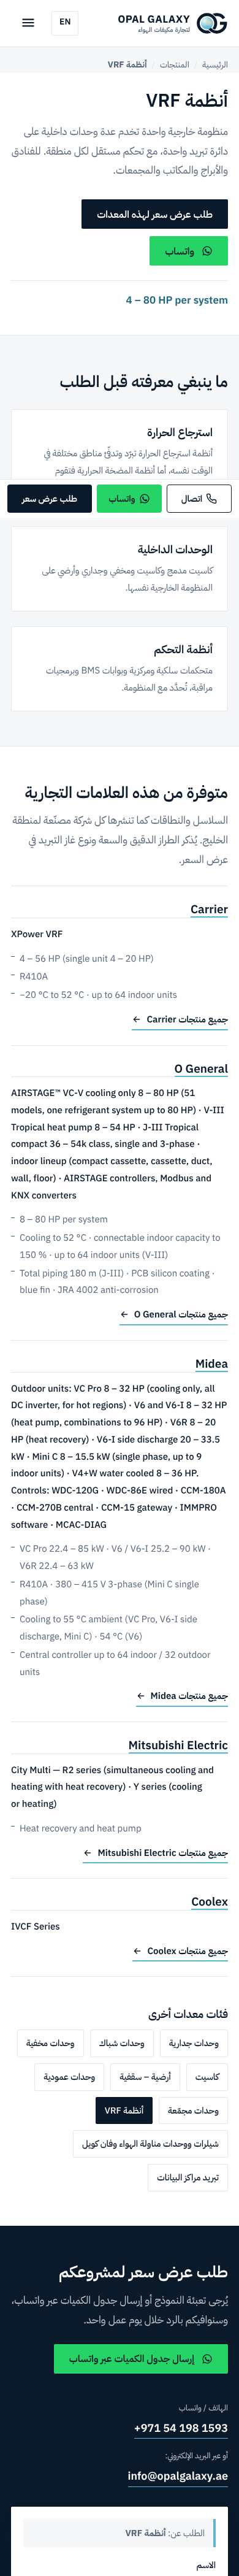 OPAL GALAXY
لتجارة مكيفات الهواء
EN
الرئيسية / المنتجات / أنظمة VRF
أنظمة VRF
منظومة خارجية واحدة تخدم عدة وحدات داخلية على
دائرة تبريد واحدة، مع تحكم مستقل لكل منطقة. للفنادق
والأبراج والمكاتب والمجمعات.
طلب عرض سعر لهذه المعدات
واتساب
4 – 80 HP per system
ما ينبغي معرفته قبل الطلب
استرجاع الحرارة
أنظمة استرجاع الحرارة تبرّد وتدفّئ مناطق مختلفة في
الوقت نفسه، أما أنظمة المضخة الحرارية فتقوم
اتصال
واتساب
طلب عرض سعر
الوحدات الداخلية
كاسيت مدمج وكاسيت ومخفي وجداري وأرضي على
المنظومة الخارجية نفسها.
أنظمة التحكم
متحكمات سلكية ومركزية وبوابات BMS وبرمجيات
مراقبة، تُحدَّد مع المنظومة.
متوفرة من هذه العلامات التجارية
السلاسل والنطاقات كما تنشرها كل شركة مصنّعة لمنطقة
الخليج. يُذكر الطراز الدقيق والسعة ونوع غاز التبريد في
عرض السعر.
Carrier
XPower VRF
– 4 – 56 HP (single unit 4 – 20 HP)
– R410A
– −20 °C to 52 °C · up to 64 indoor units
جميع منتجات Carrier ←
O General
AIRSTAGE™ VC-V cooling only 8 – 80 HP (51
models, one refrigerant system up to 80 HP) · V-III
Tropical heat pump 8 – 54 HP · J-III Tropical
compact 36 – 54k class, single and 3-phase ·
indoor lineup (compact cassette, cassette, duct,
wall, floor) · AIRSTAGE controllers, Modbus and
KNX converters
– 8 – 80 HP per system
– Cooling to 52 °C · connectable indoor capacity to
150 % · up to 64 indoor units (V-III)
– Total piping 180 m (J-III) · PCB silicon coating ·
blue fin · JRA 4002 anti-corrosion
جميع منتجات O General ←
Midea
Outdoor units: VC Pro 8 – 32 HP (cooling only, all
DC inverter, for hot regions) · V6 and V6-I 8 – 32 HP
(heat pump, combinations to 96 HP) · V6R 8 – 20
HP (heat recovery) · V6-I side discharge 20 – 33.5
kW · Mini C 8 – 15.5 kW (single phase, up to 9
indoor units) · V4+W water cooled 8 – 36 HP.
Controls: WDC-120G · WDC-86E wired · CCM-180A
· CCM-270B central · CCM-15 gateway · IMMPRO
software · MCAC-DIAG
– VC Pro 22.4 – 85 kW · V6 / V6-I 25.2 – 90 kW ·
V6R 22.4 – 63 kW
– R410A · 380 – 415 V 3-phase (Mini C single
phase)
– Cooling to 55 °C ambient (VC Pro, V6-I side
discharge, Mini C) · 54 °C (V6)
– Central controller up to 64 indoor / 32 outdoor
units
جميع منتجات Midea ←
Mitsubishi Electric
City Multi — R2 series (simultaneous cooling and
heating with heat recovery) · Y series (cooling
or heating)
– Heat recovery and heat pump
جميع منتجات Mitsubishi Electric ←
Coolex
IVCF Series
جميع منتجات Coolex ←
فئات معدات أخرى
وحدات جدارية
وحدات شباك
وحدات مخفية
كاسيت
أرضية – سقفية
وحدات عمودية
وحدات مجمّعة
أنظمة VRF
شيلرات ووحدات مناولة الهواء وفان كويل
تبريد مراكز البيانات
طلب عرض سعر لمشروعكم
يُرجى تعبئة النموذج أو إرسال جدول الكميات عبر واتساب،
وسنوافيكم بالرد خلال يوم عمل واحد.
إرسال جدول الكميات عبر واتساب
الهاتف / واتساب
+971 54 198 1593
أو عبر البريد الإلكتروني:
info@opalgalaxy.ae
الطلب عن: أنظمة VRF
الاسم